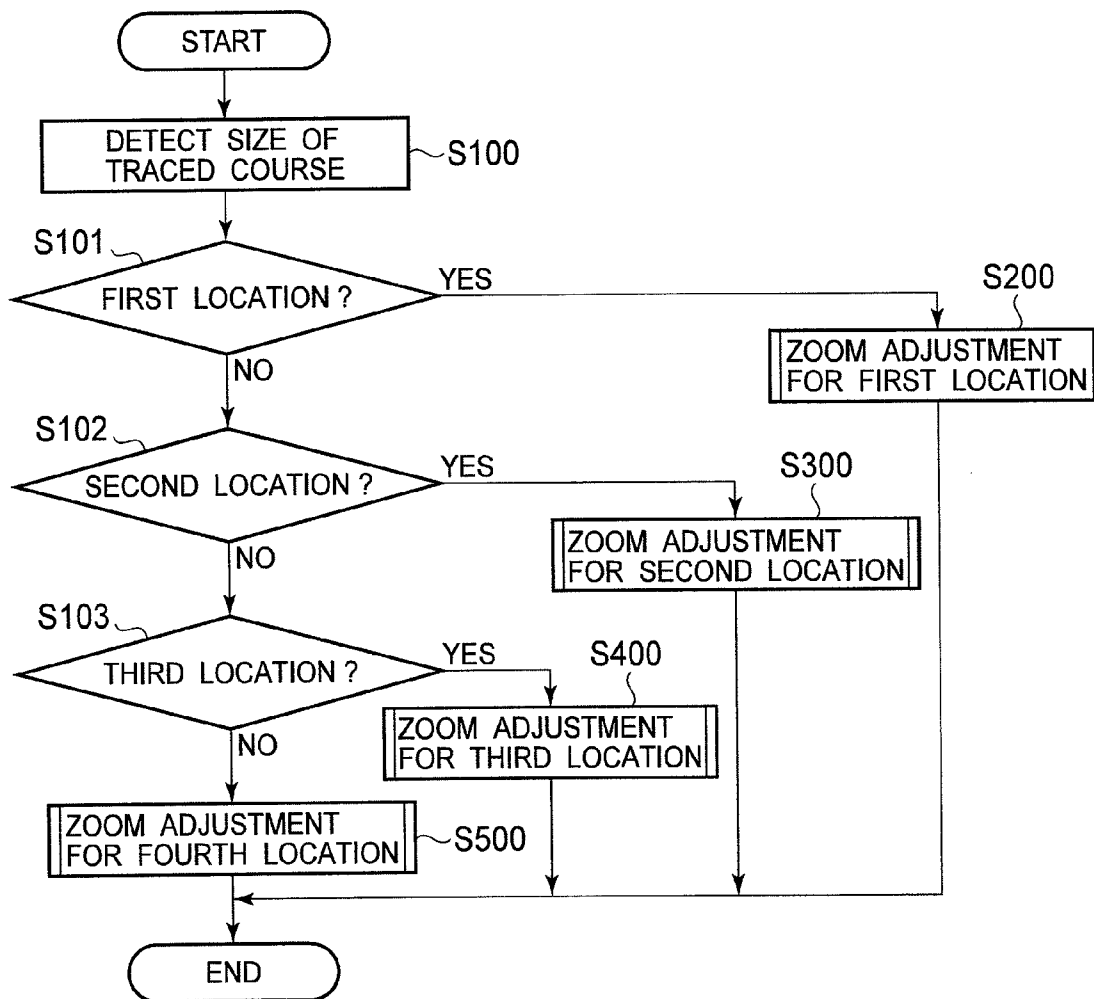 START
DETECT SIZE OF
TRACED COURSE
S100
S101
FIRST LOCATION ?
YES
NO
S200
ZOOM ADJUSTMENT
FOR FIRST LOCATION
S102
SECOND LOCATION ?
YES
NO
S300
ZOOM ADJUSTMENT
FOR SECOND LOCATION
S103
THIRD LOCATION ?
YES
NO
S400
ZOOM ADJUSTMENT
FOR THIRD LOCATION
ZOOM ADJUSTMENT
FOR FOURTH LOCATION
S500
END